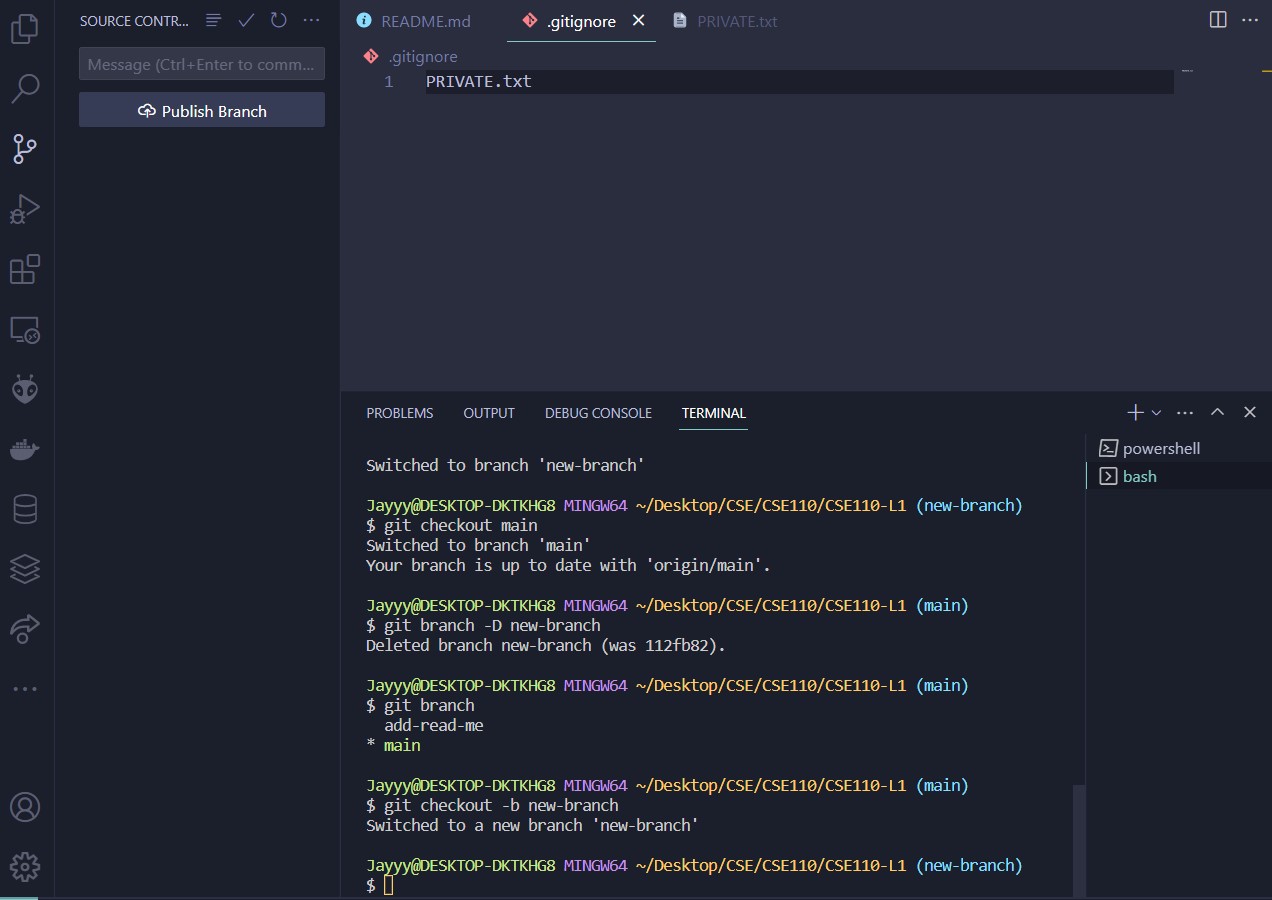 SOURCE CONTR...
Message (Ctrl+Enter to comm...
Publish Branch
README.md
.gitignore
PRIVATE.txt
.gitignore
1 PRIVATE.txt
PROBLEMS OUTPUT DEBUG CONSOLE TERMINAL
powershell
bash
Switched to branch 'new-branch'
Jayyy@DESKTOP-DKTKHG8 MINGW64 ~/Desktop/CSE/CSE110/CSE110-L1 (new-branch)
$ git checkout main
Switched to branch 'main'
Your branch is up to date with 'origin/main'.
Jayyy@DESKTOP-DKTKHG8 MINGW64 ~/Desktop/CSE/CSE110/CSE110-L1 (main)
$ git branch -D new-branch
Deleted branch new-branch (was 112fb82).
Jayyy@DESKTOP-DKTKHG8 MINGW64 ~/Desktop/CSE/CSE110/CSE110-L1 (main)
$ git branch
add-read-me
* main
Jayyy@DESKTOP-DKTKHG8 MINGW64 ~/Desktop/CSE/CSE110/CSE110-L1 (main)
$ git checkout -b new-branch
Switched to a new branch 'new-branch'
Jayyy@DESKTOP-DKTKHG8 MINGW64 ~/Desktop/CSE/CSE110/CSE110-L1 (new-branch)
$